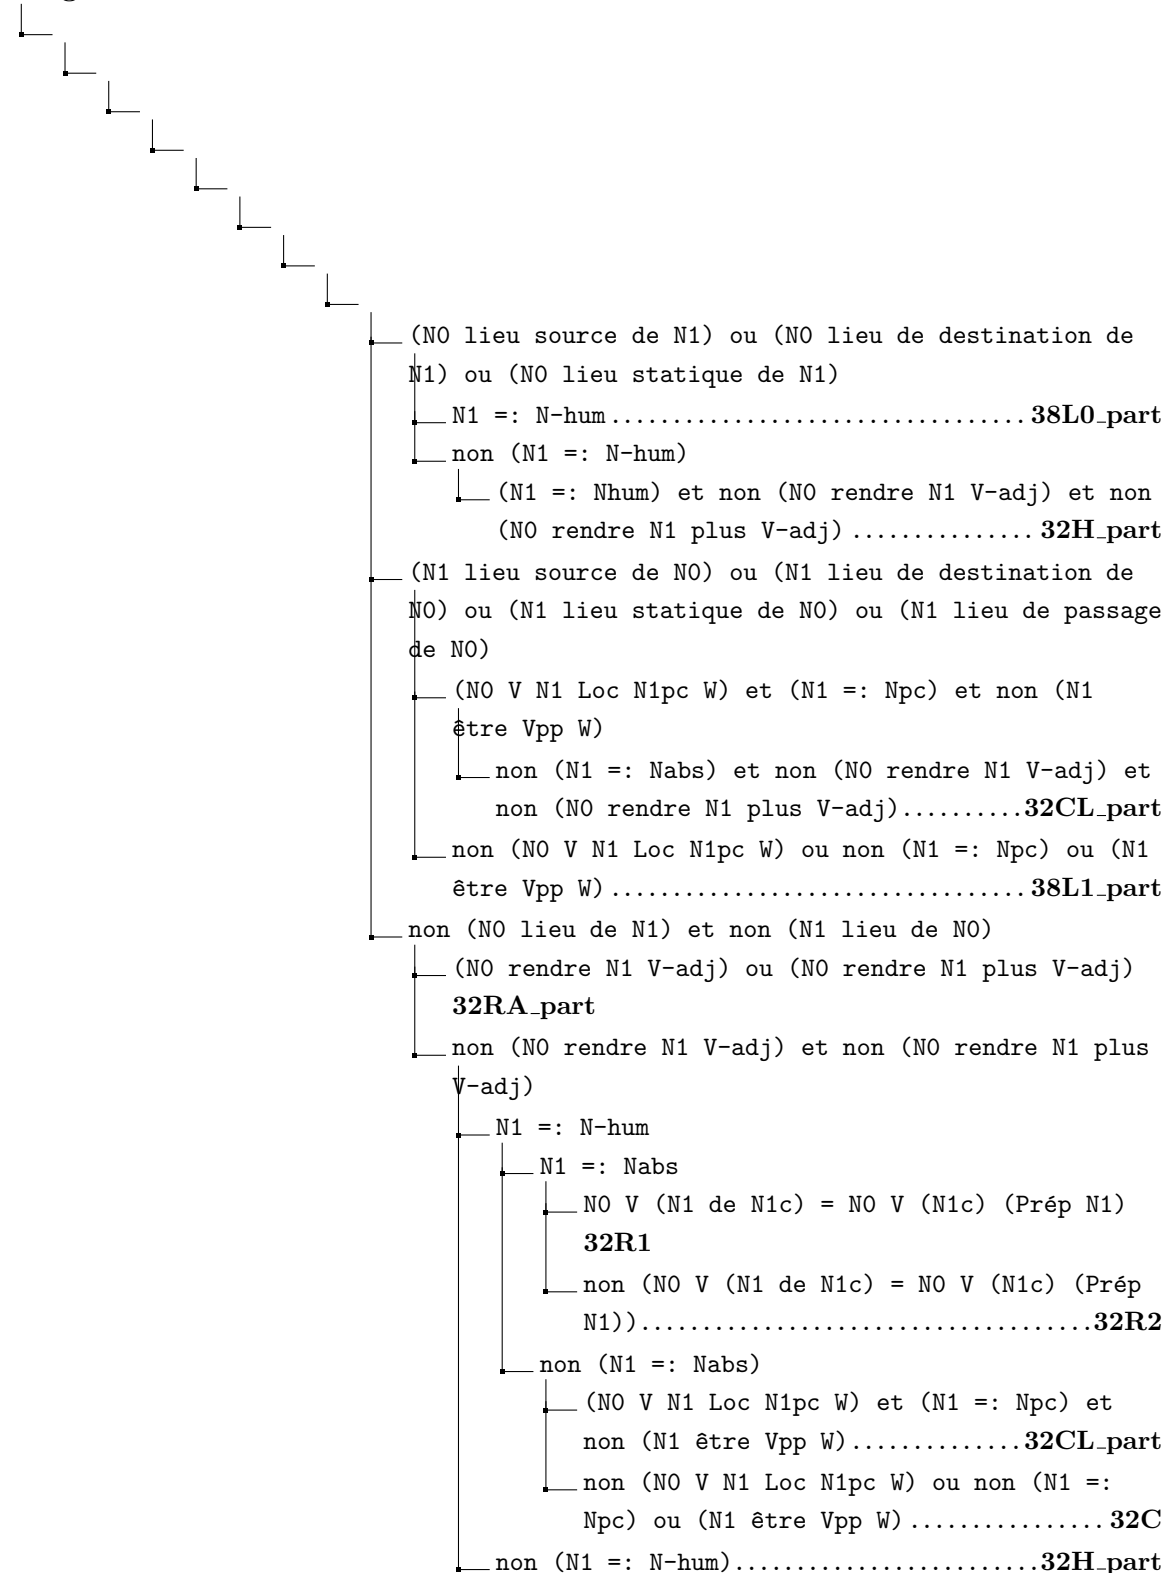 (N0 lieu source de N1) ou (N0 lieu de destination de
N1) ou (N0 lieu statique de N1)
N1 =: N-hum ................................... 38L0_part
non (N1 =: N-hum)
(N1 =: Nhum) et non (N0 rendre N1 V-adj) et non
(N0 rendre N1 plus V-adj) ............... 32H_part
(N1 lieu source de N0) ou (N1 lieu de destination de
N0) ou (N1 lieu statique de N0) ou (N1 lieu de passage
de N0)
(N0 V N1 Loc N1pc W) et (N1 =: Npc) et non (N1
être Vpp W)
non (N1 =: Nabs) et non (N0 rendre N1 V-adj) et
non (N0 rendre N1 plus V-adj)..........32CL_part
non (N0 V N1 Loc N1pc W) ou non (N1 =: Npc) ou (N1
être Vpp W) ................................... 38L1_part
non (N0 lieu de N1) et non (N1 lieu de N0)
(N0 rendre N1 V-adj) ou (N0 rendre N1 plus V-adj)
32RA_part
non (N0 rendre N1 V-adj) et non (N0 rendre N1 plus
V-adj)
N1 =: N-hum
N1 =: Nabs
N0 V (N1 de N1c) = N0 V (N1c) (Prép N1)
32R1
non (N0 V (N1 de N1c) = N0 V (N1c) (Prép
N1))......................................32R2
non (N1 =: Nabs)
(N0 V N1 Loc N1pc W) et (N1 =: Npc) et
non (N1 être Vpp W)..............32CL_part
non (N0 V N1 Loc N1pc W) ou non (N1 =:
Npc) ou (N1 être Vpp W) ................ 32C
non (N1 =: N-hum).........................32H_part